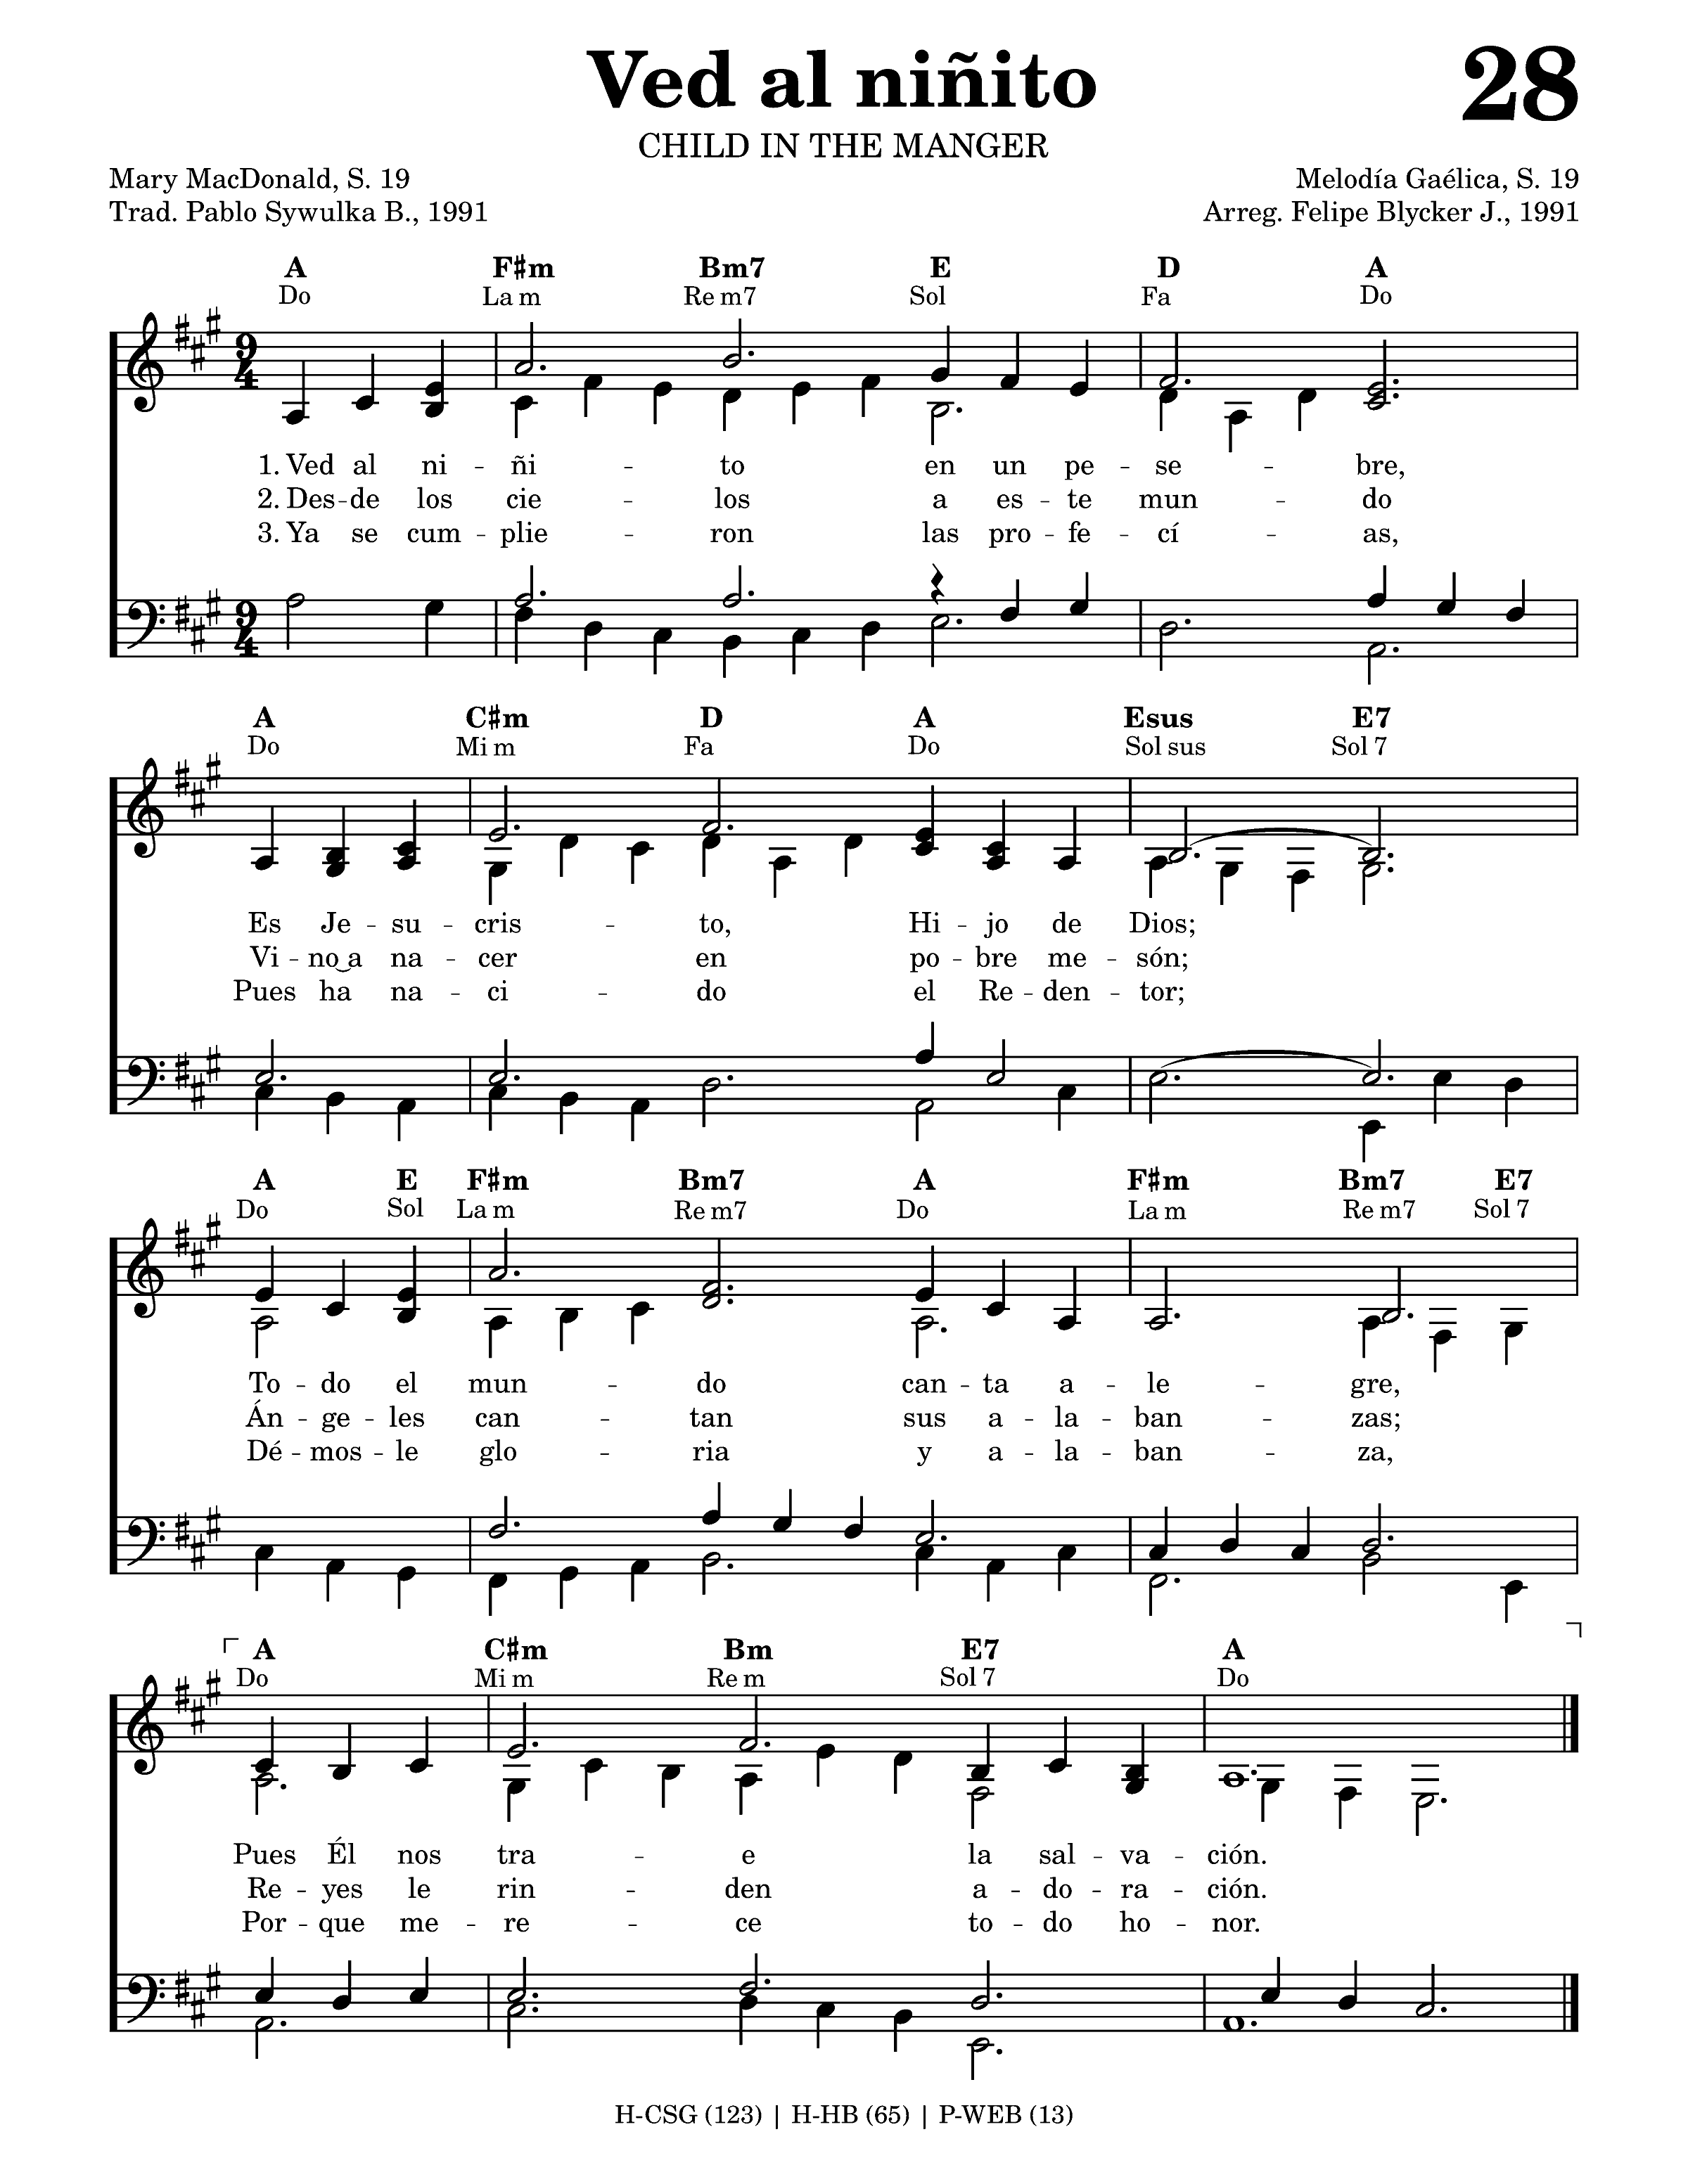 Ved al niñito
28
CHILD IN THE MANGER
Mary MacDonald, S. 19
Melodía Gaélica, S. 19
Trad. Pablo Sywulka B., 1991
Arreg. Felipe Blycker J., 1991
A F♯m Bm7 E D A
Do La m Re m7 Sol Fa Do
9 4
1. Ved al ni - ñi - to en un pe - se - bre,
2. Des - de los cie - los a es - te mun - do
3. Ya se cum - plie - ron las pro - fe - cí - as,
9 4
A C♯m D A Esus E7
Do Mi m Fa Do Sol sus Sol 7
Es Je - su - cris - to, Hi - jo de Dios;
Vi - no‿a na - cer en po - bre me - són;
Pues ha na - ci - do el Re - den - tor;
A E F♯m Bm7 A F♯m Bm7 E7
Do Sol La m Re m7 Do La m Re m7 Sol 7
To - do el mun - do can - ta a - le - gre,
Án - ge - les can - tan sus a - la - ban - zas;
Dé - mos - le glo - ria y a - la - ban - za,
A C♯m Bm E7 A
Do Mi m Re m Sol 7 Do
Pues Él nos tra - e la sal - va - ción.
Re - yes le rin - den a - do - ra - ción.
Por - que me - re - ce to - do ho - nor.
H-CSG (123) | H-HB (65) | P-WEB (13)